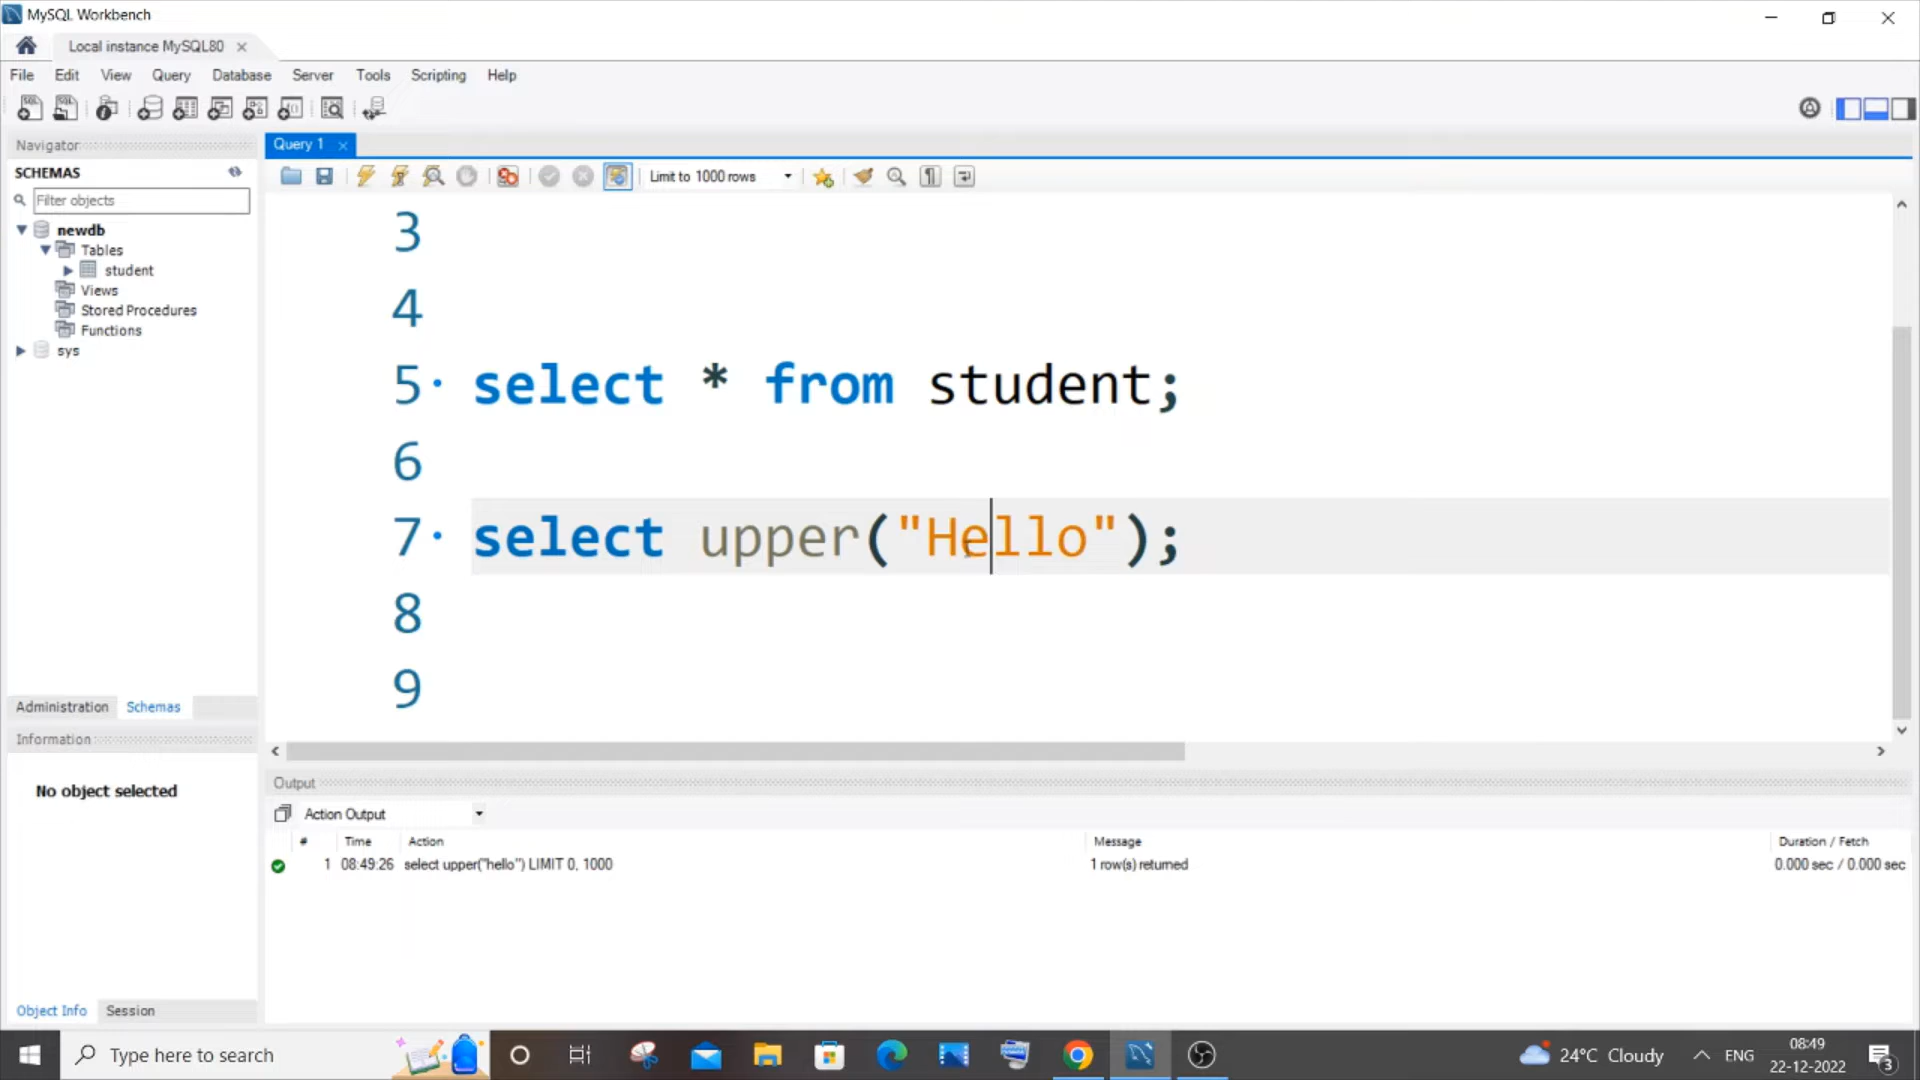 MySQL Workbench
Local instance MySQL80
File Edit View Query Database Server Tools Scripting Help
Navigator
Query 1
SCHEMAS
Limit to 1000 rows
Filter objects
newdb
Tables
student
Views
Stored Procedures
Functions
sys
3
4
5 select * from student;
6
7 select upper("Hello");
8
9
Administration Schemas
Information
No object selected
Output
Action Output
# Time Action Message Duration / Fetch
1 08:49:26 select upper("hello") LIMIT 0, 1000 1 row(s) returned 0.000 sec / 0.000 sec
Object Info Session
Type here to search
24°C Cloudy
ENG
08:49
22-12-2022
3